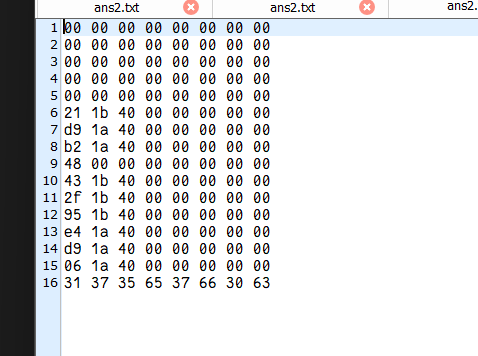 ans2.txt ans2.txt ans2.
1 00 00 00 00 00 00 00 00
2 00 00 00 00 00 00 00 00
3 00 00 00 00 00 00 00 00
4 00 00 00 00 00 00 00 00
5 00 00 00 00 00 00 00 00
6 21 1b 40 00 00 00 00 00
7 d9 1a 40 00 00 00 00 00
8 b2 1a 40 00 00 00 00 00
9 48 00 00 00 00 00 00 00
10 43 1b 40 00 00 00 00 00
11 2f 1b 40 00 00 00 00 00
12 95 1b 40 00 00 00 00 00
13 e4 1a 40 00 00 00 00 00
14 d9 1a 40 00 00 00 00 00
15 06 1a 40 00 00 00 00 00
16 31 37 35 65 37 66 30 63